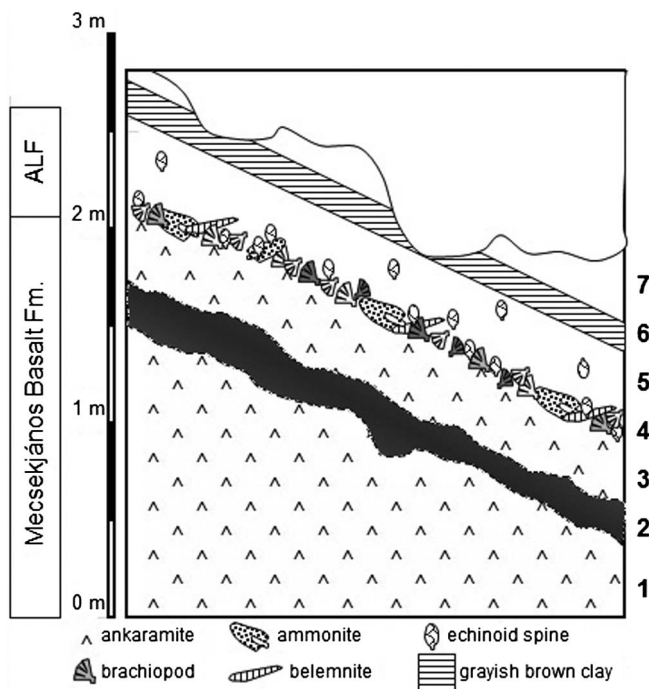 3 m
ALF
2 m
Mecsekjános Basalt Fm.
1 m
0 m
7
6
5
4
3
2
1
ankaramite
ammonite
echinoid spine
brachiopod
belemnite
grayish brown clay